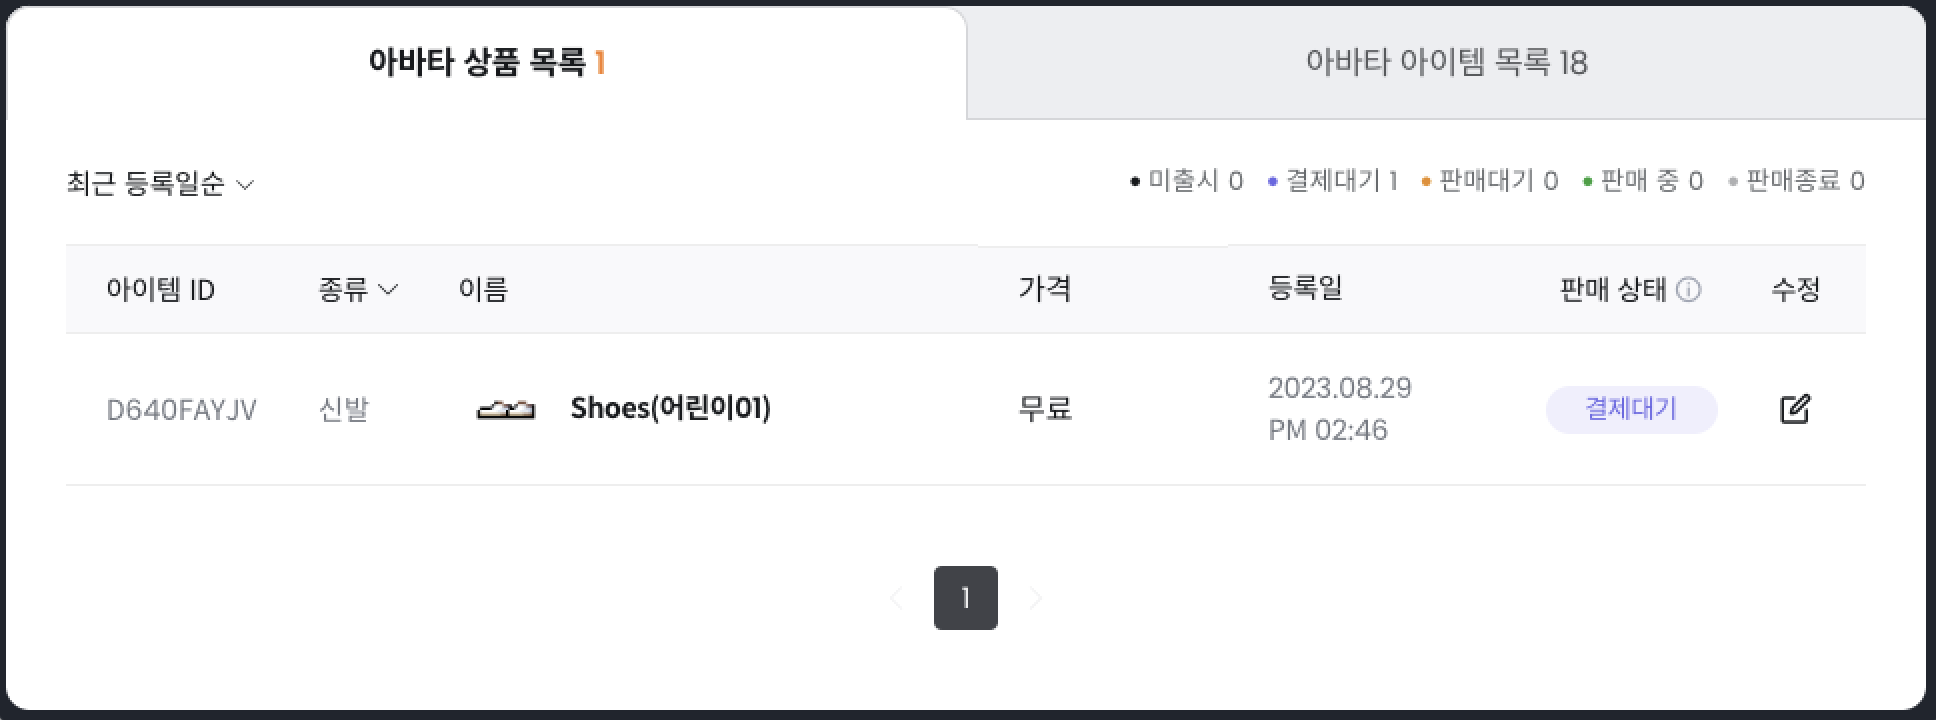 아바타 상품 목록 1
아바타 아이템 목록 18
최근 등록일순
미출시 0 결제대기 1 판매대기 0 판매 중 0 판매종료 0
아이템 ID 종류 이름 가격 등록일 판매 상태 수정
D640FAYJV 신발 Shoes(어린이01) 무료 2023.08.29 PM 02:46 결제대기
1